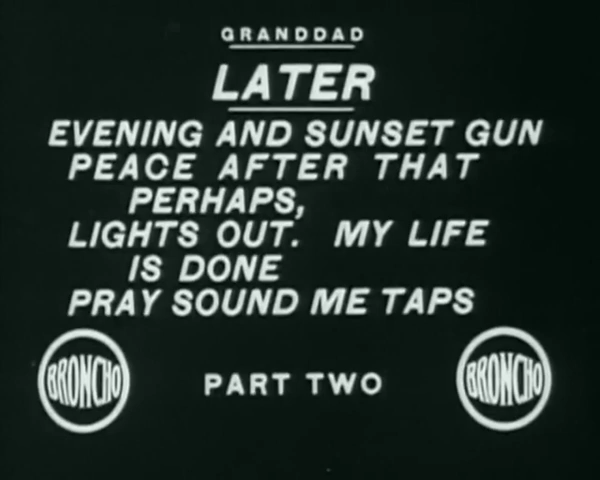 GRANDDAD
LATER
EVENING AND SUNSET GUN
PEACE AFTER THAT
PERHAPS,
LIGHTS OUT. MY LIFE
IS DONE
PRAY SOUND ME TAPS
BRONCHO PART TWO BRONCHO